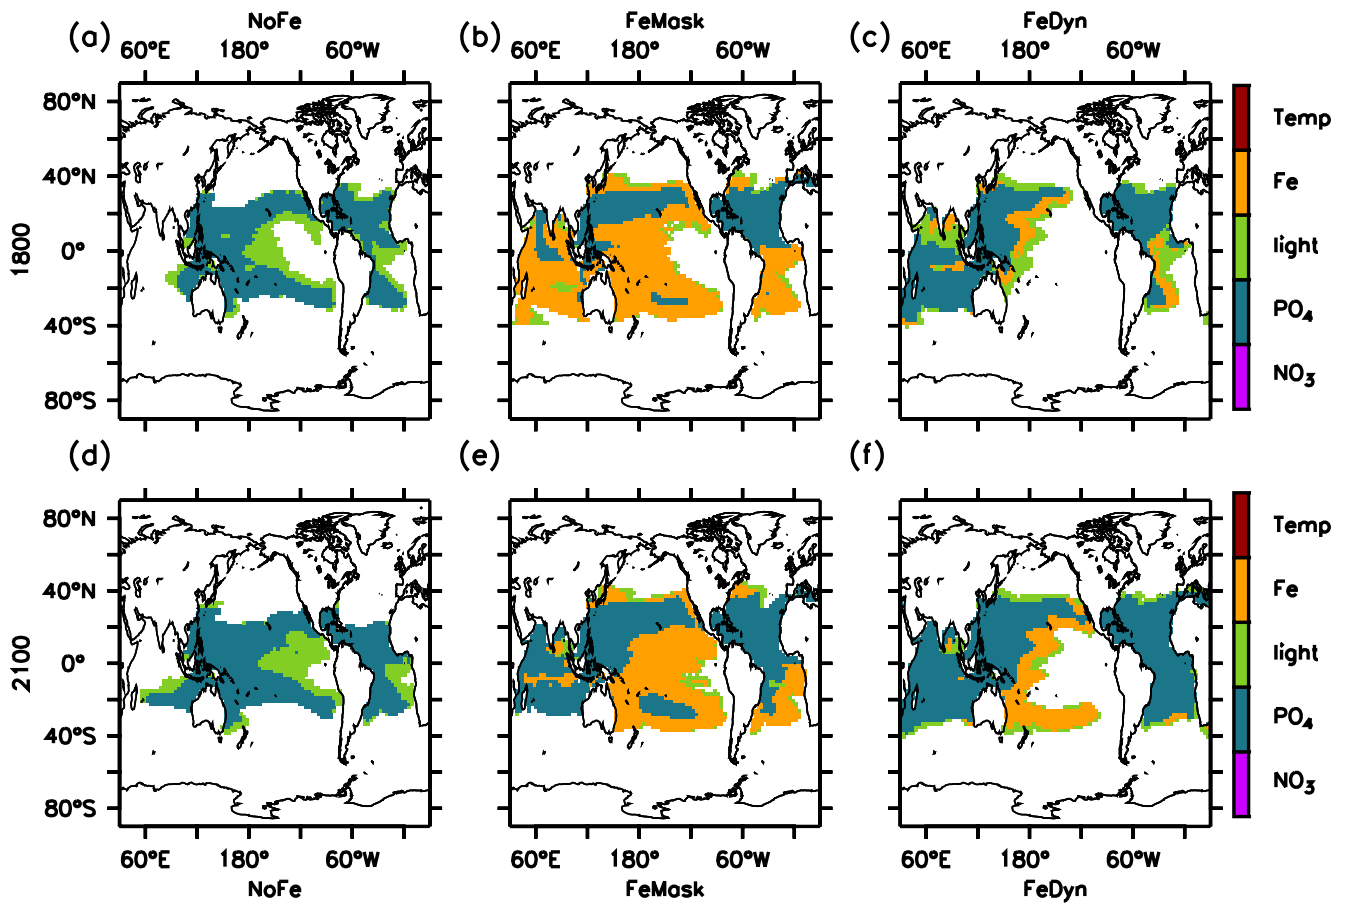 NoFe FeMask FeDyn
(a) (b) (c)
60°E 180° 60°W 60°E 180° 60°W 60°E 180° 60°W
80°N
40°N
0°
40°S
80°S
1800
Temp
Fe
light
PO₄
NO₃
(d) (e) (f)
80°N
40°N
0°
40°S
80°S
2100
Temp
Fe
light
PO₄
NO₃
60°E 180° 60°W 60°E 180° 60°W 60°E 180° 60°W
NoFe FeMask FeDyn